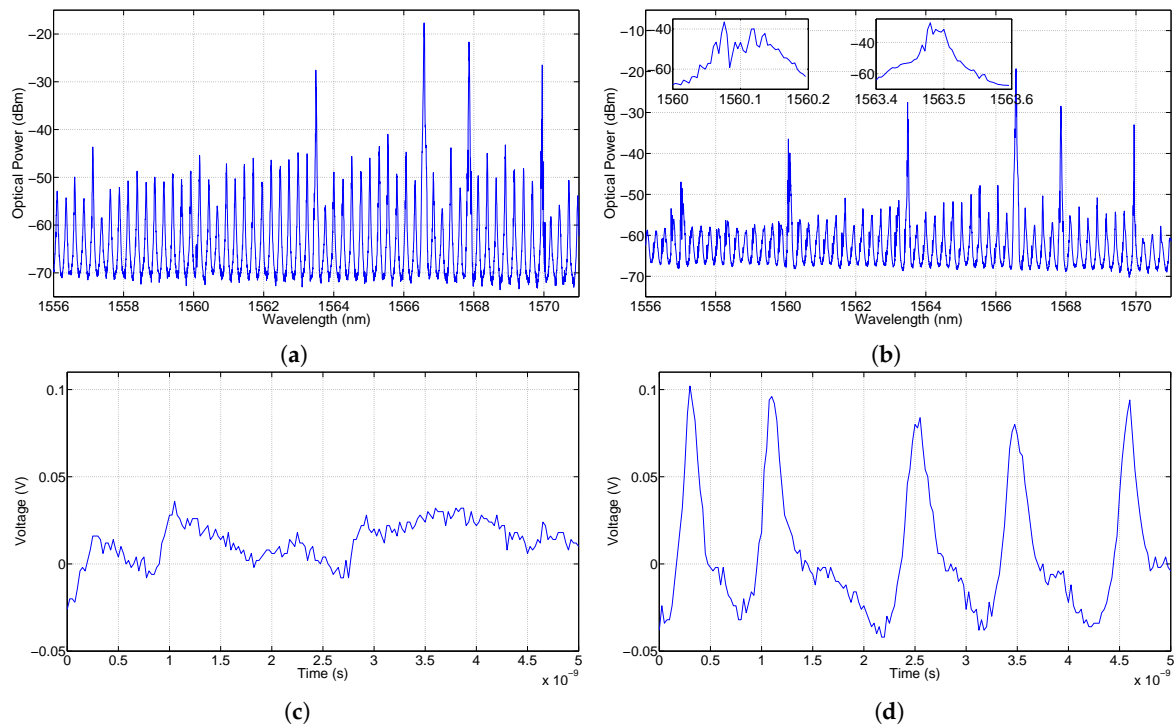 −20
−30
−40
−50
−60
−70
Optical Power (dBm)
1556 1558 1560 1562 1564 1566 1568 1570
Wavelength (nm)
(a)
−10
−20
−30
−40
−50
−60
−70
Optical Power (dBm)
−40
−60
1560 1560.1 1560.2
−40
−60
1563.4 1563.5 1563.6
1556 1558 1560 1562 1564 1566 1568 1570
Wavelength (nm)
(b)
0.1
0.05
0
−0.05
Voltage (V)
0 0.5 1 1.5 2 2.5 3 3.5 4 4.5 5
Time (s)
x 10⁻⁹
(c)
0.1
0.05
0
−0.05
Voltage (V)
0 0.5 1 1.5 2 2.5 3 3.5 4 4.5 5
Time (s)
x 10⁻⁹
(d)